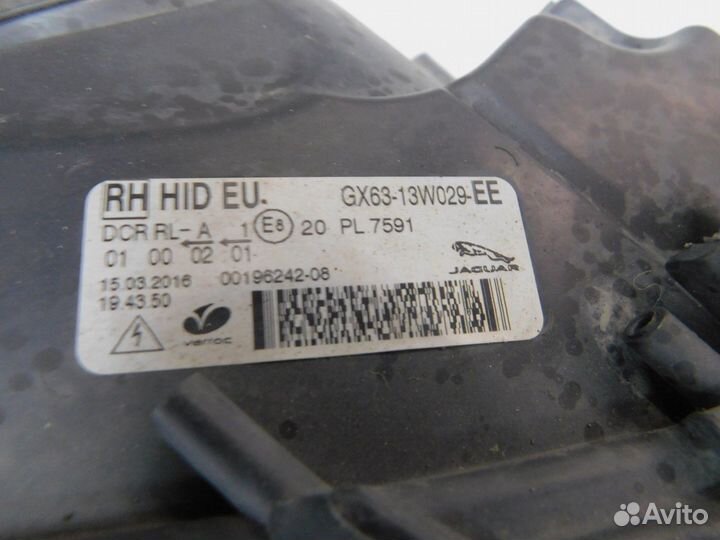 RH HID EU. GX63-13W029-EE
DCR RL-A 1 E8 20 PL 7591
01 00 02 01
15.03.2016 00196242-08
19.43.50
JAGUAR
varroc
Avito